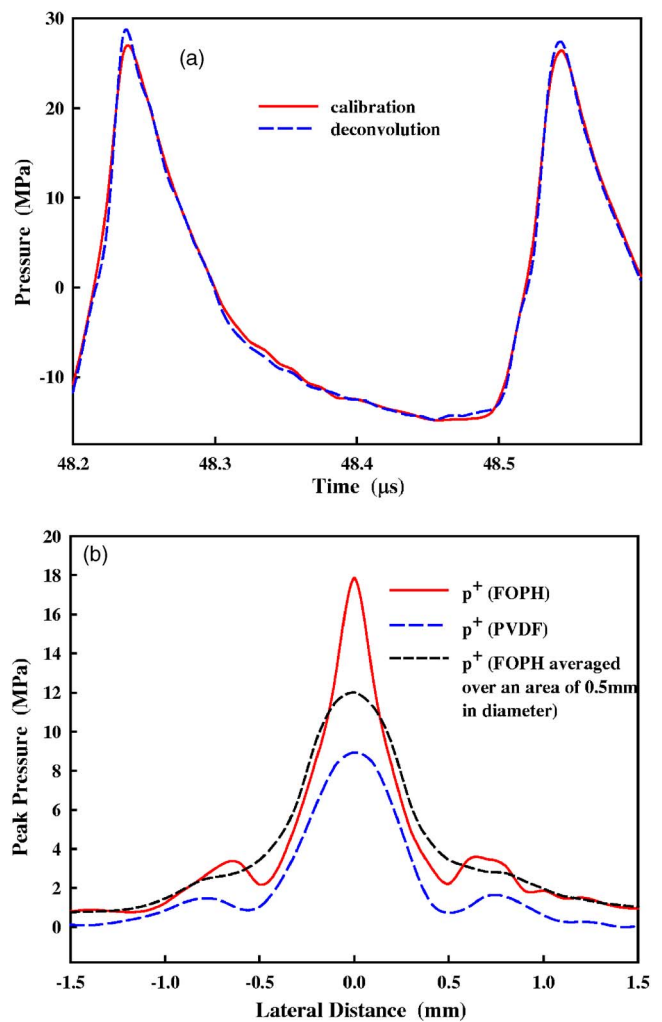 30
(a)
20
calibration
deconvolution
10
0
-10
Pressure (MPa)
48.2 48.3 48.4 48.5
Time (μs)
20
(b)
18
p+ (FOPH)
16
p+ (PVDF)
14
p+ (FOPH averaged
over an area of 0.5mm
in diameter)
12
10
8
6
4
2
0
Peak Pressure (MPa)
-1.5 -1.0 -0.5 0.0 0.5 1.0 1.5
Lateral Distance (mm)